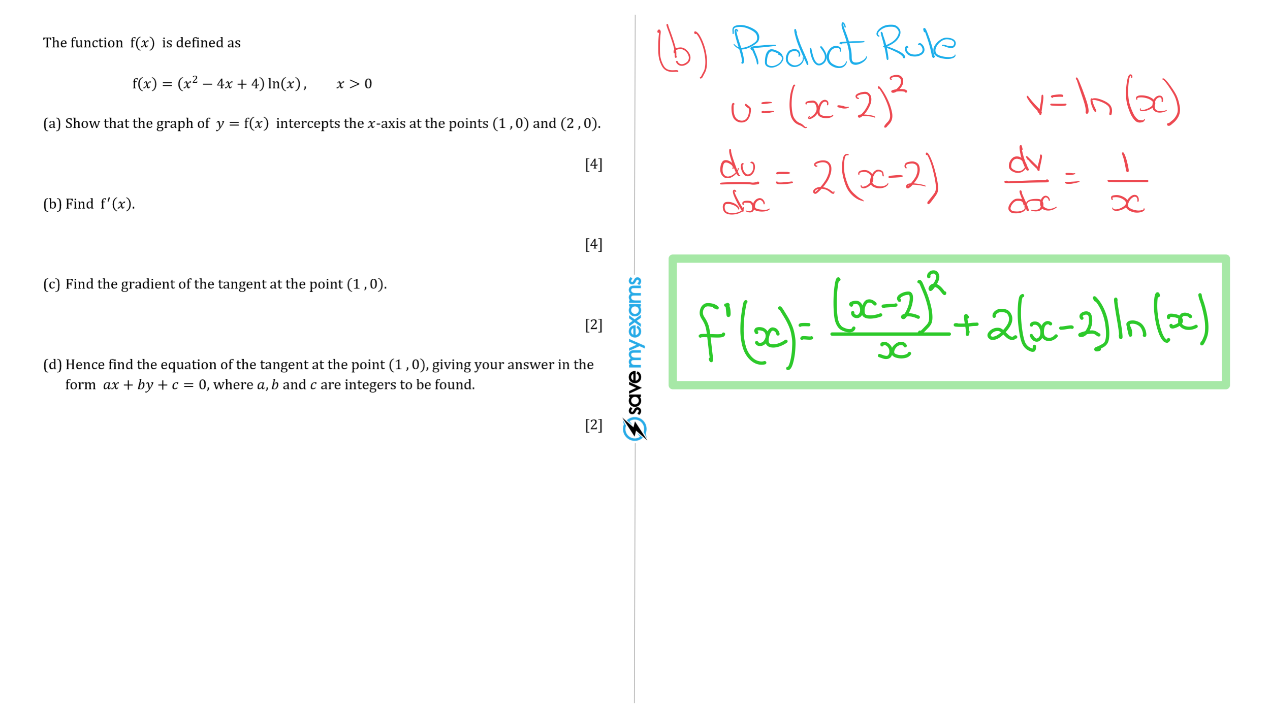 The function f(x) is defined as
f(x) = (x² − 4x + 4) ln(x), x > 0
(a) Show that the graph of y = f(x) intercepts the x-axis at the points (1 , 0) and (2 , 0).
[4]
(b) Find f′(x).
[4]
(c) Find the gradient of the tangent at the point (1 , 0).
[2]
(d) Hence find the equation of the tangent at the point (1 , 0), giving your answer in the
form ax + by + c = 0, where a, b and c are integers to be found.
[2]
savemyexams
(b) Product Rule
u = (x−2)² v = ln(x)
du/dx = 2(x−2) dv/dx = 1/x
f'(x) = (x−2)²/x + 2(x−2)ln(x)